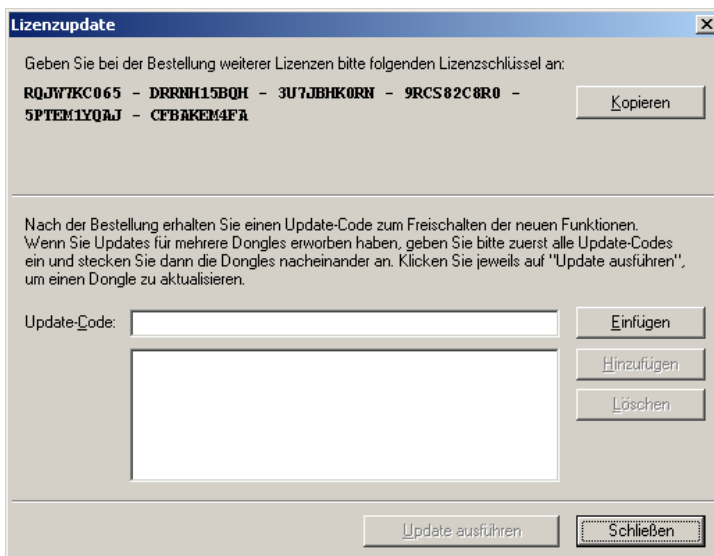 Lizenzupdate
Geben Sie bei der Bestellung weiterer Lizenzen bitte folgenden Lizenzschlüssel an:
RQJW7KC065 - DRRNH15BQH - 3U7JBHK0RN - 9RCS82C8R0 -
5PTEM1YQAJ - CFBAKEM4FA
Kopieren
Nach der Bestellung erhalten Sie einen Update-Code zum Freischalten der neuen Funktionen.
Wenn Sie Updates für mehrere Dongles erworben haben, geben Sie bitte zuerst alle Update-Codes
ein und stecken Sie dann die Dongles nacheinander an. Klicken Sie jeweils auf "Update ausführen",
um einen Dongle zu aktualisieren.
Update-Code:
Einfügen
Hinzufügen
Löschen
Update ausführen
Schließen